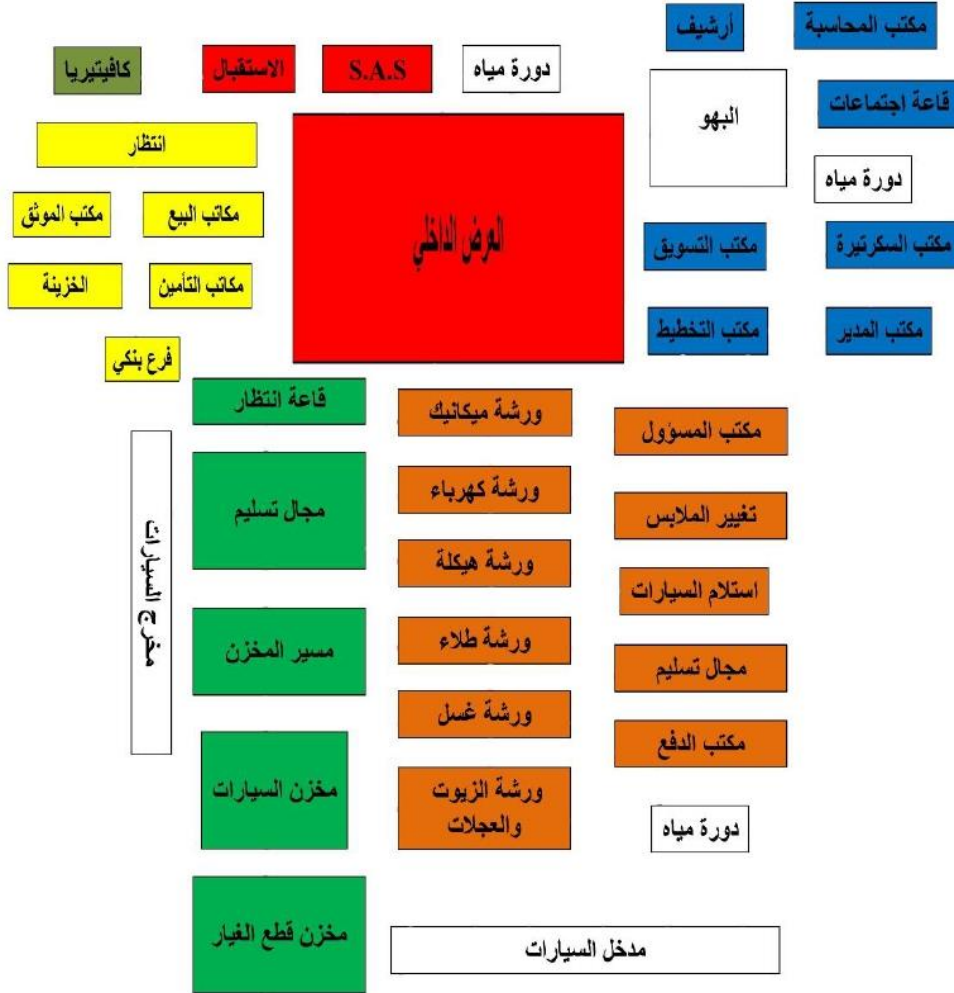 أرشيف
مكتب المحاسبة
كافيتيريا
الاستقبال
S.A.S
دورة مياه
البهو
قاعة اجتماعات
انتظار
دورة مياه
مكتب الموثق
مكاتب البيع
العرض الداخلي
مكتب التسويق
مكتب السكرتيرة
الخزينة
مكاتب التأمين
مكتب التخطيط
مكتب المدير
فرع بنكي
قاعة انتظار
ورشة ميكانيك
مكتب المسؤول
مجال تسليم
ورشة كهرباء
تغيير الملابس
مخرج السيارات
ورشة هيكلة
استلام السيارات
مسير المخزن
ورشة طلاء
مجال تسليم
ورشة غسل
مكتب الدفع
مخزن السيارات
ورشة الزيوت
والعجلات
دورة مياه
مخزن قطع الغيار
مدخل السيارات